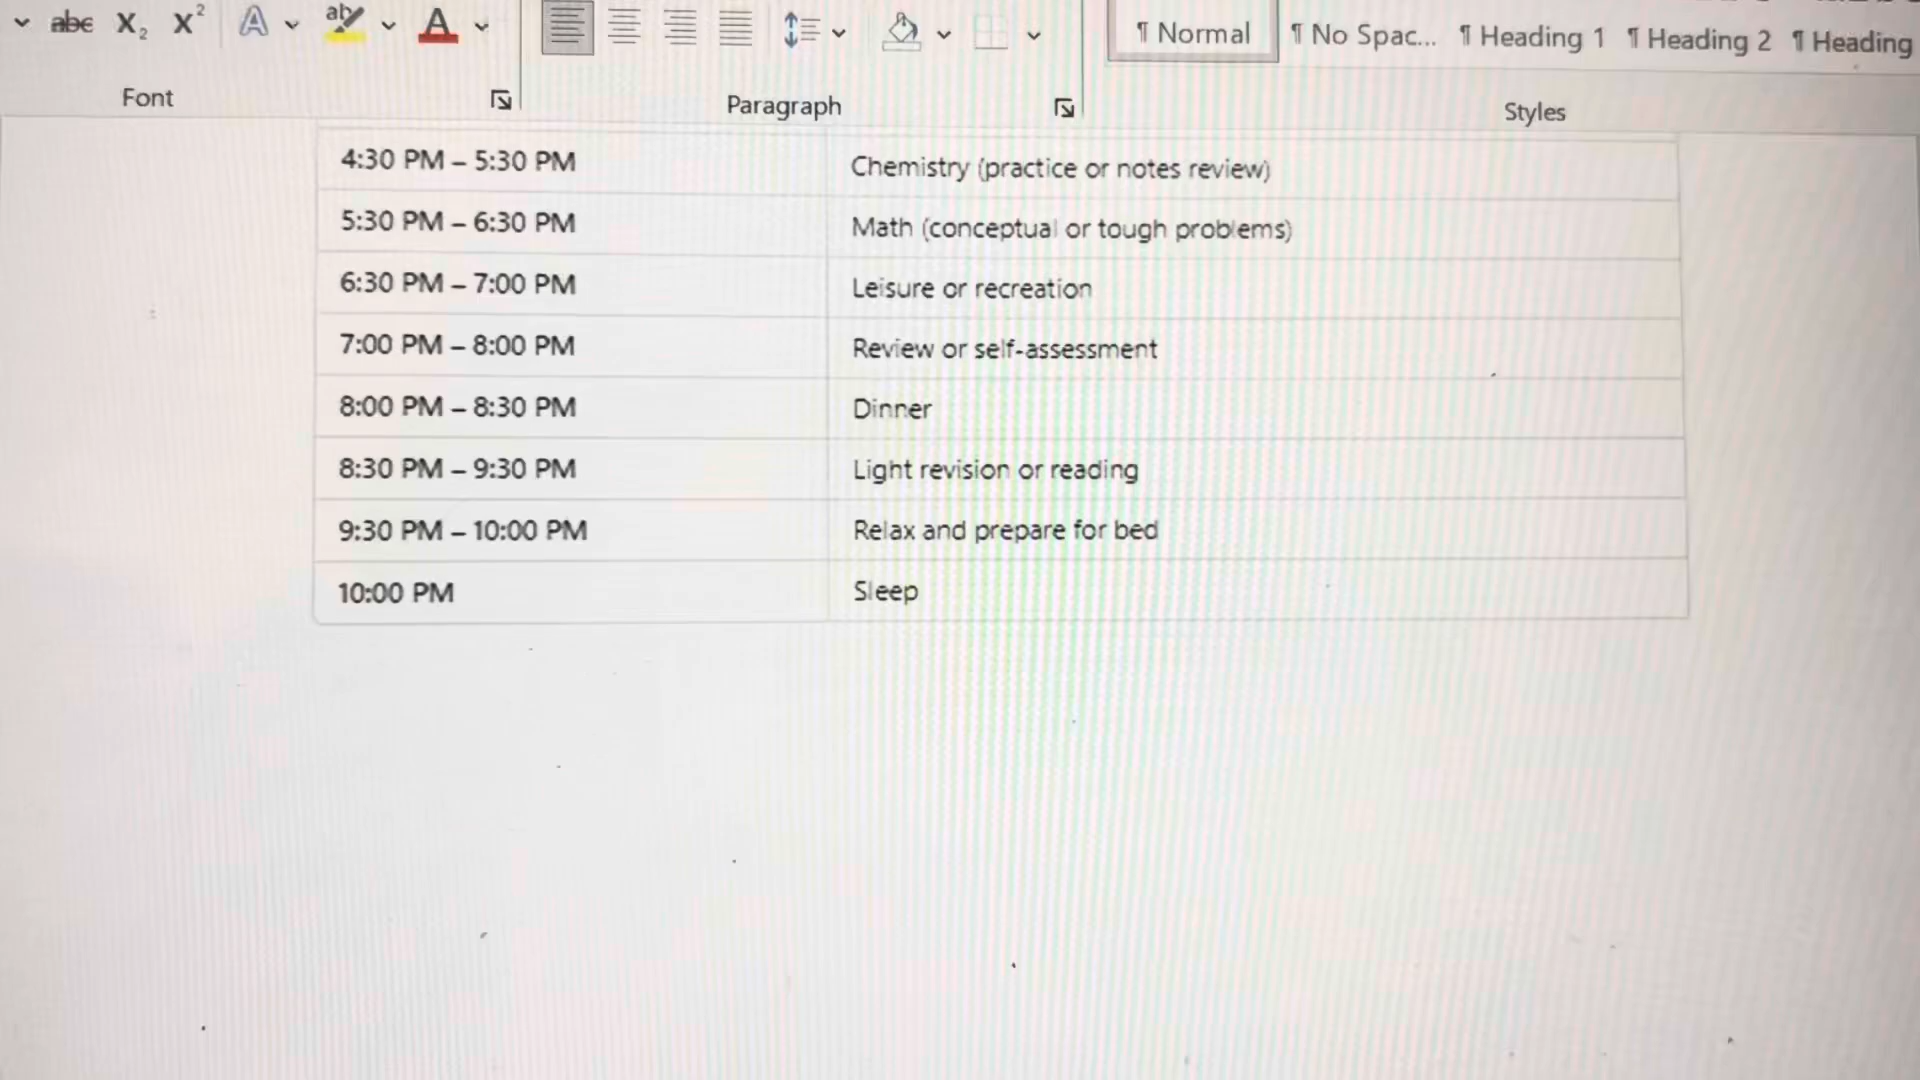 abc X₂ X² A ab A
¶ Normal ¶ No Spac... ¶ Heading 1 ¶ Heading 2 ¶ Heading
Font Paragraph Styles
4:30 PM – 5:30 PM Chemistry (practice or notes review)
5:30 PM – 6:30 PM Math (conceptual or tough problems)
6:30 PM – 7:00 PM Leisure or recreation
7:00 PM – 8:00 PM Review or self-assessment
8:00 PM – 8:30 PM Dinner
8:30 PM – 9:30 PM Light revision or reading
9:30 PM – 10:00 PM Relax and prepare for bed
10:00 PM Sleep